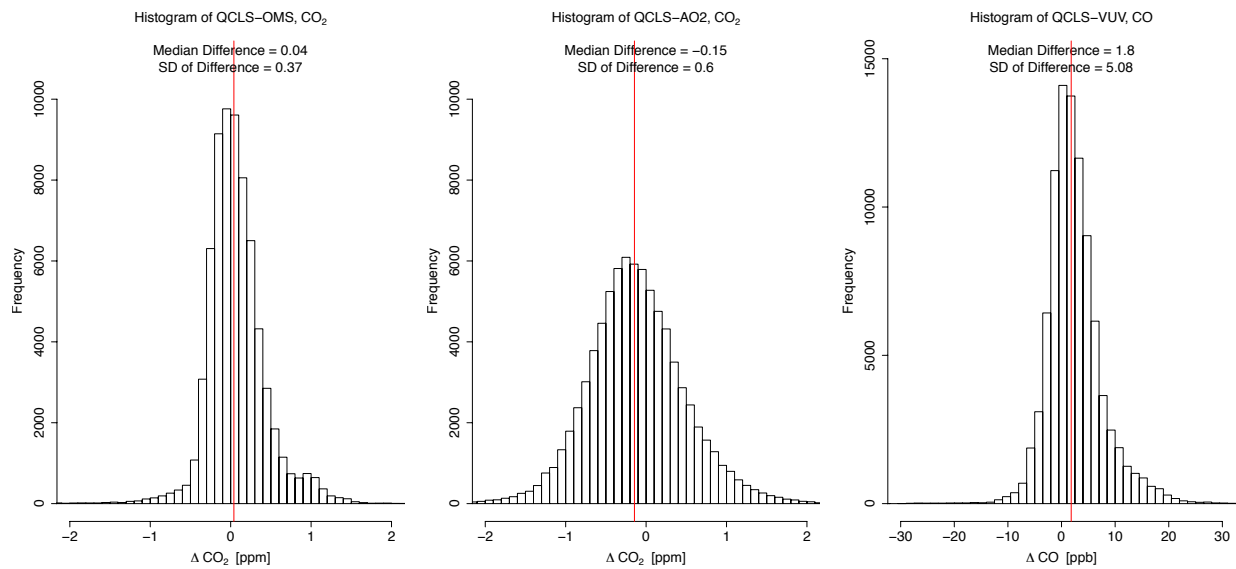 Histogram of QCLS−OMS, CO₂
Median Difference = 0.04
SD of Difference = 0.37
Frequency
10000
8000
6000
4000
2000
0
−2 −1 0 1 2
Δ CO₂ [ppm]
Histogram of QCLS−AO2, CO₂
Median Difference = −0.15
SD of Difference = 0.6
Frequency
10000
8000
6000
4000
2000
0
−2 −1 0 1 2
Δ CO₂ [ppm]
Histogram of QCLS−VUV, CO
Median Difference = 1.8
SD of Difference = 5.08
Frequency
15000
10000
5000
0
−30 −20 −10 0 10 20 30
Δ CO [ppb]